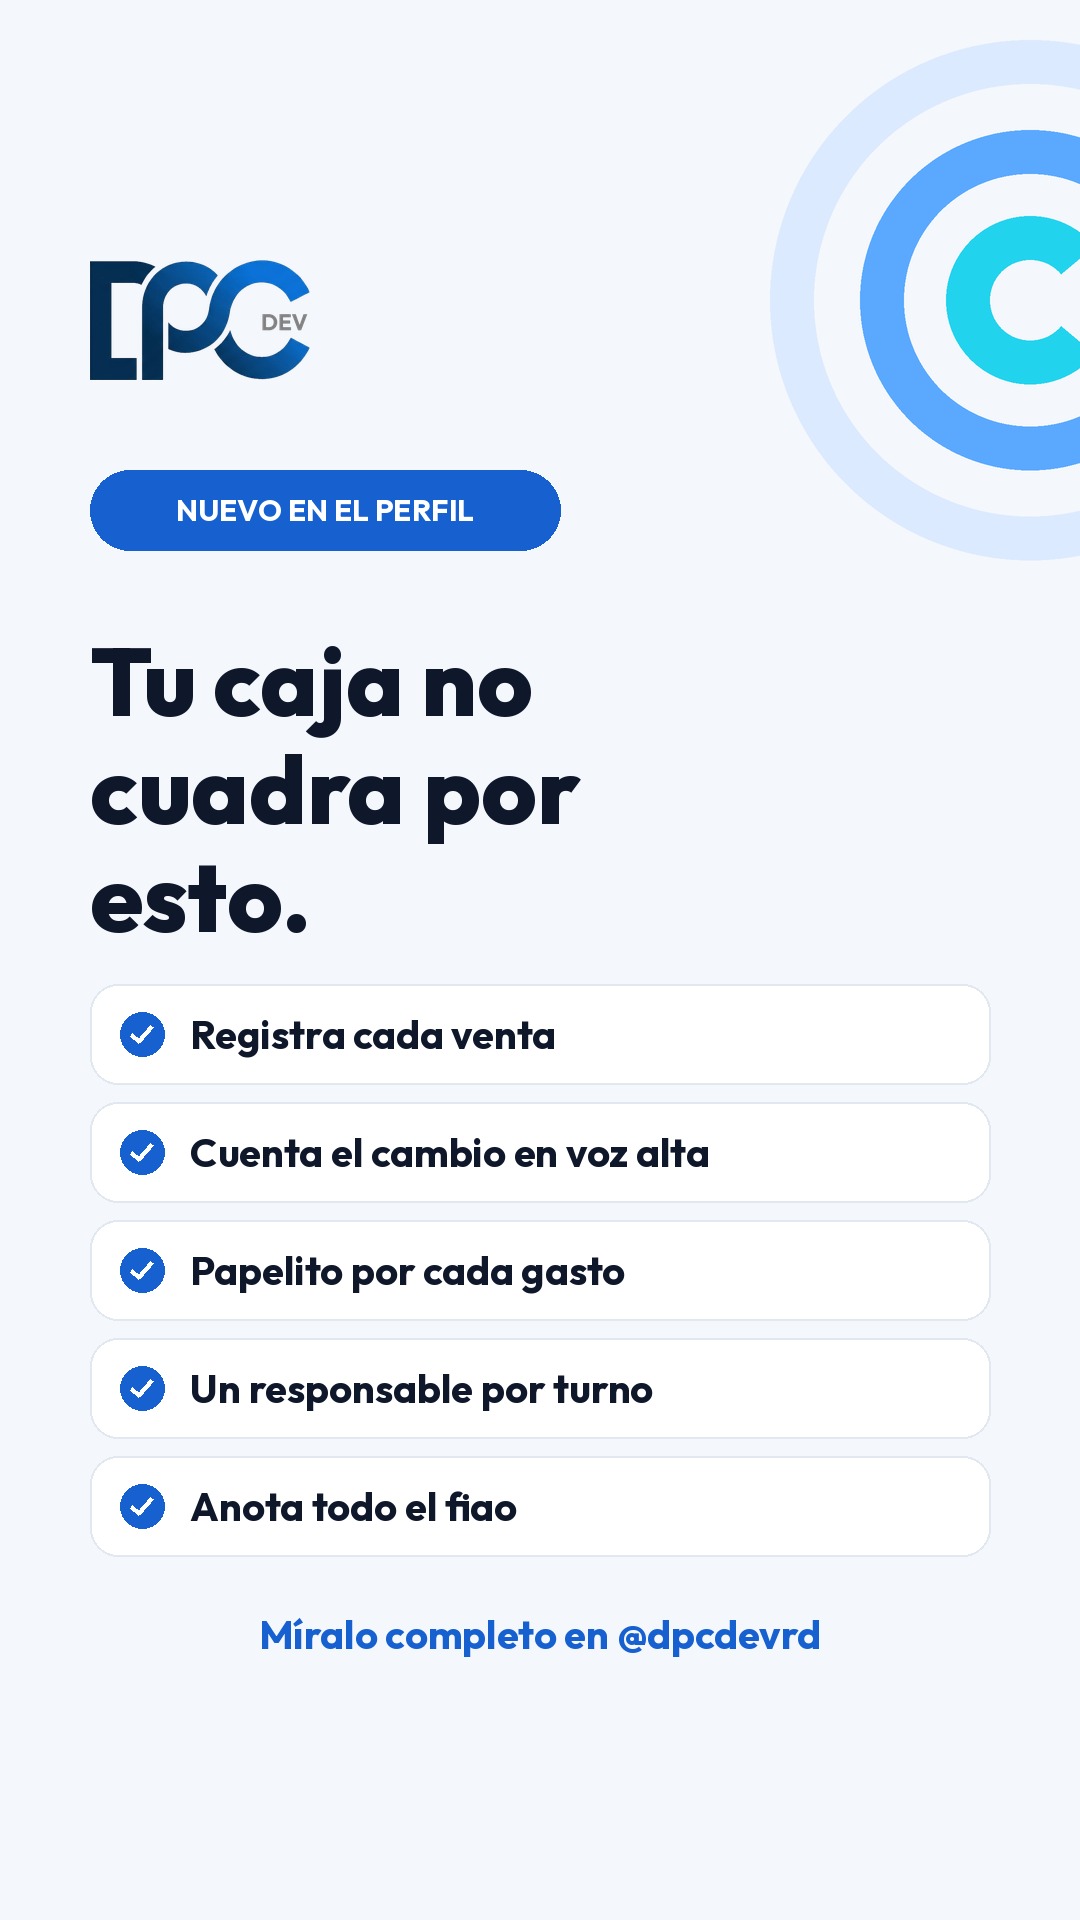 DPC
DEV
NUEVO EN EL PERFIL
Tu caja no
cuadra por
esto.
Registra cada venta
Cuenta el cambio en voz alta
Papelito por cada gasto
Un responsable por turno
Anota todo el fiao
Míralo completo en @dpcdevrd